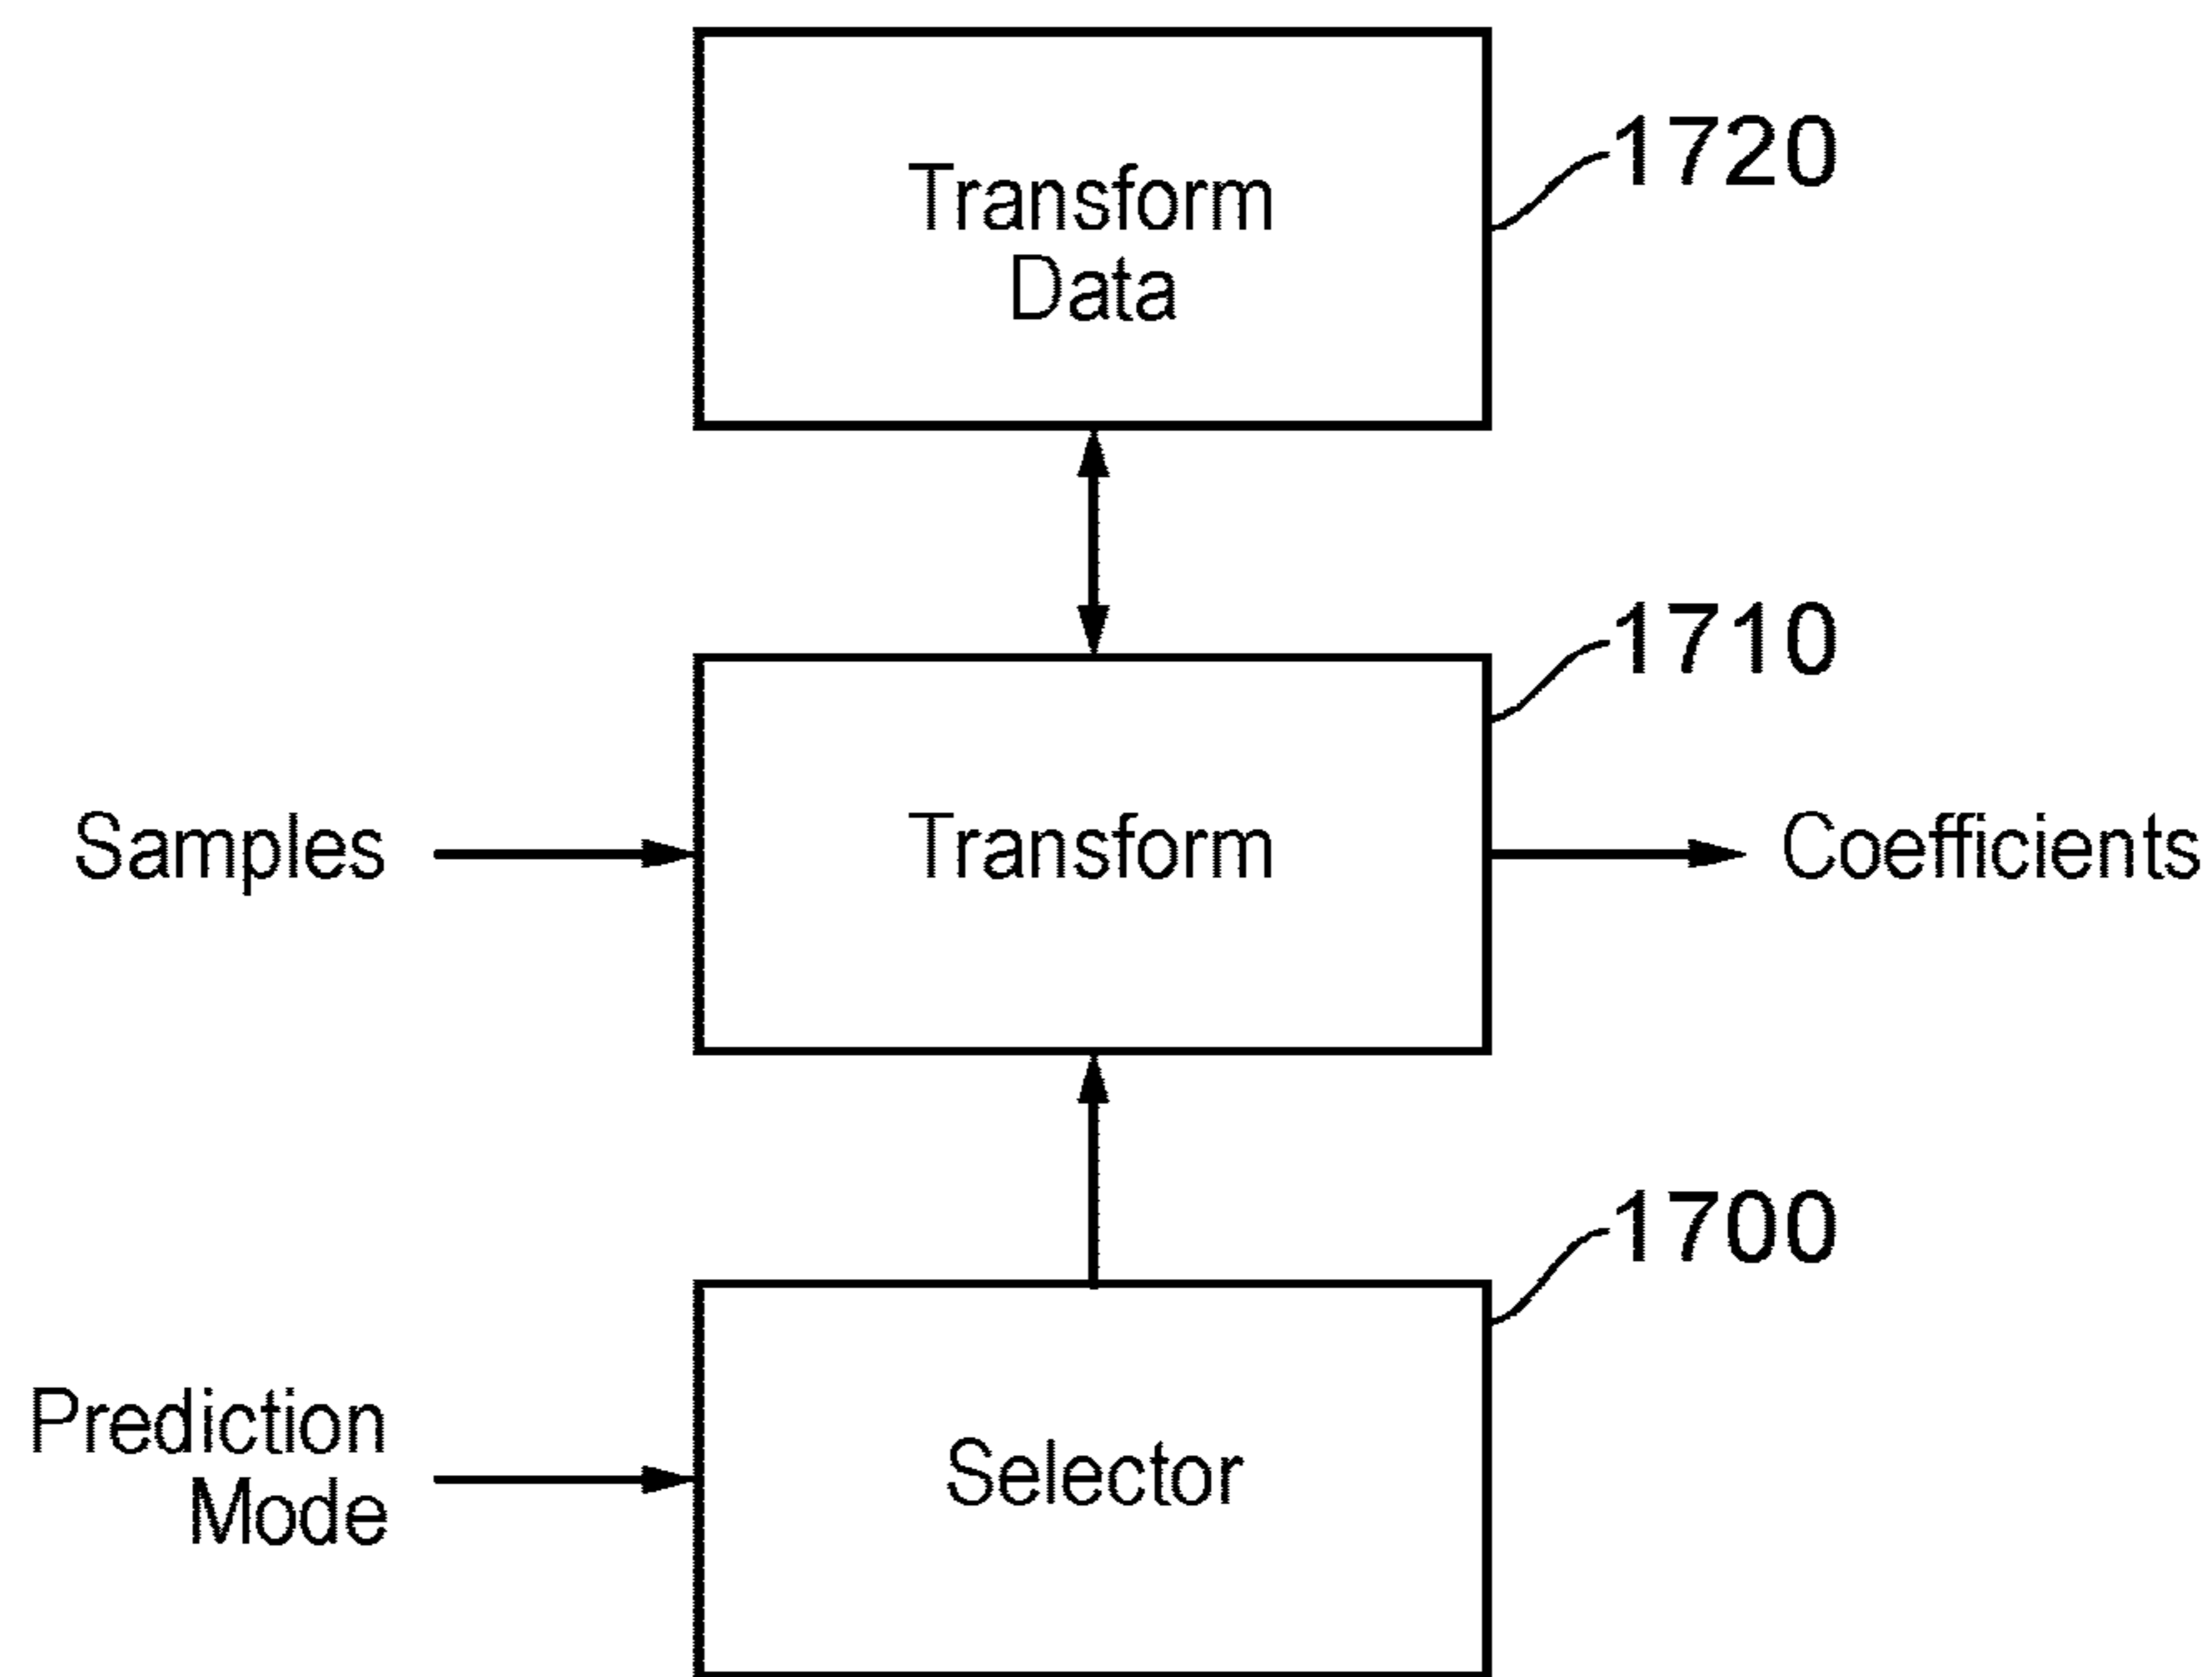 Transform
Data
1720
1710
Samples
Transform
Coefficients
1700
Prediction
Mode
Selector